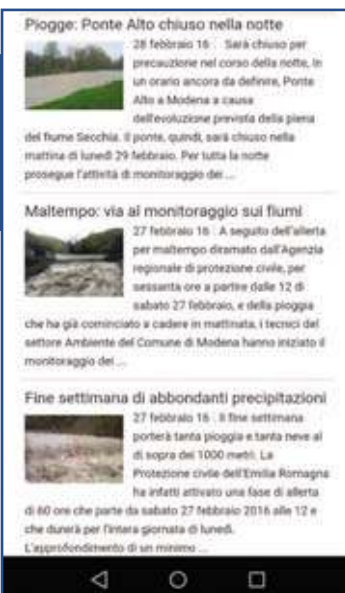 Piogge: Ponte Alto chiuso nella notte
28 febbraio 16 . Sarà chiuso per
precauzione nel corso della notte, in
un orario ancora da definire, Ponte
Alto a Modena a causa
dell'evoluzione prevista della piena
del fiume Secchia. Il ponte, quindi, sarà chiuso nella
mattina di lunedì 29 febbraio. Per tutta la notte
prosegue l'attività di monitoraggio dei ...
Maltempo: via al monitoraggio sui fiumi
27 febbraio 16 . A seguito dell'allerta
per maltempo diramato dall'Agenzia
regionale di protezione civile, per
sessanta ore a partire dalle 12 di
sabato 27 febbraio, e della pioggia
che ha già cominciato a cadere in mattinata, i tecnici del
settore Ambiente del Comune di Modena hanno iniziato il
monitoraggio dei ...
Fine settimana di abbondanti precipitazioni
27 febbraio 16 . Il fine settimana
porterà tanta pioggia e tanta neve al
di sopra dei 1000 metri. La
Protezione civile dell'Emilia Romagna
ha infatti attivato una fase di allerta
di 60 ore che parte da sabato 27 febbraio 2016 alle 12 e
che durerà per l'intera giornata di lunedì.
L'approfondimento di un minimo ...